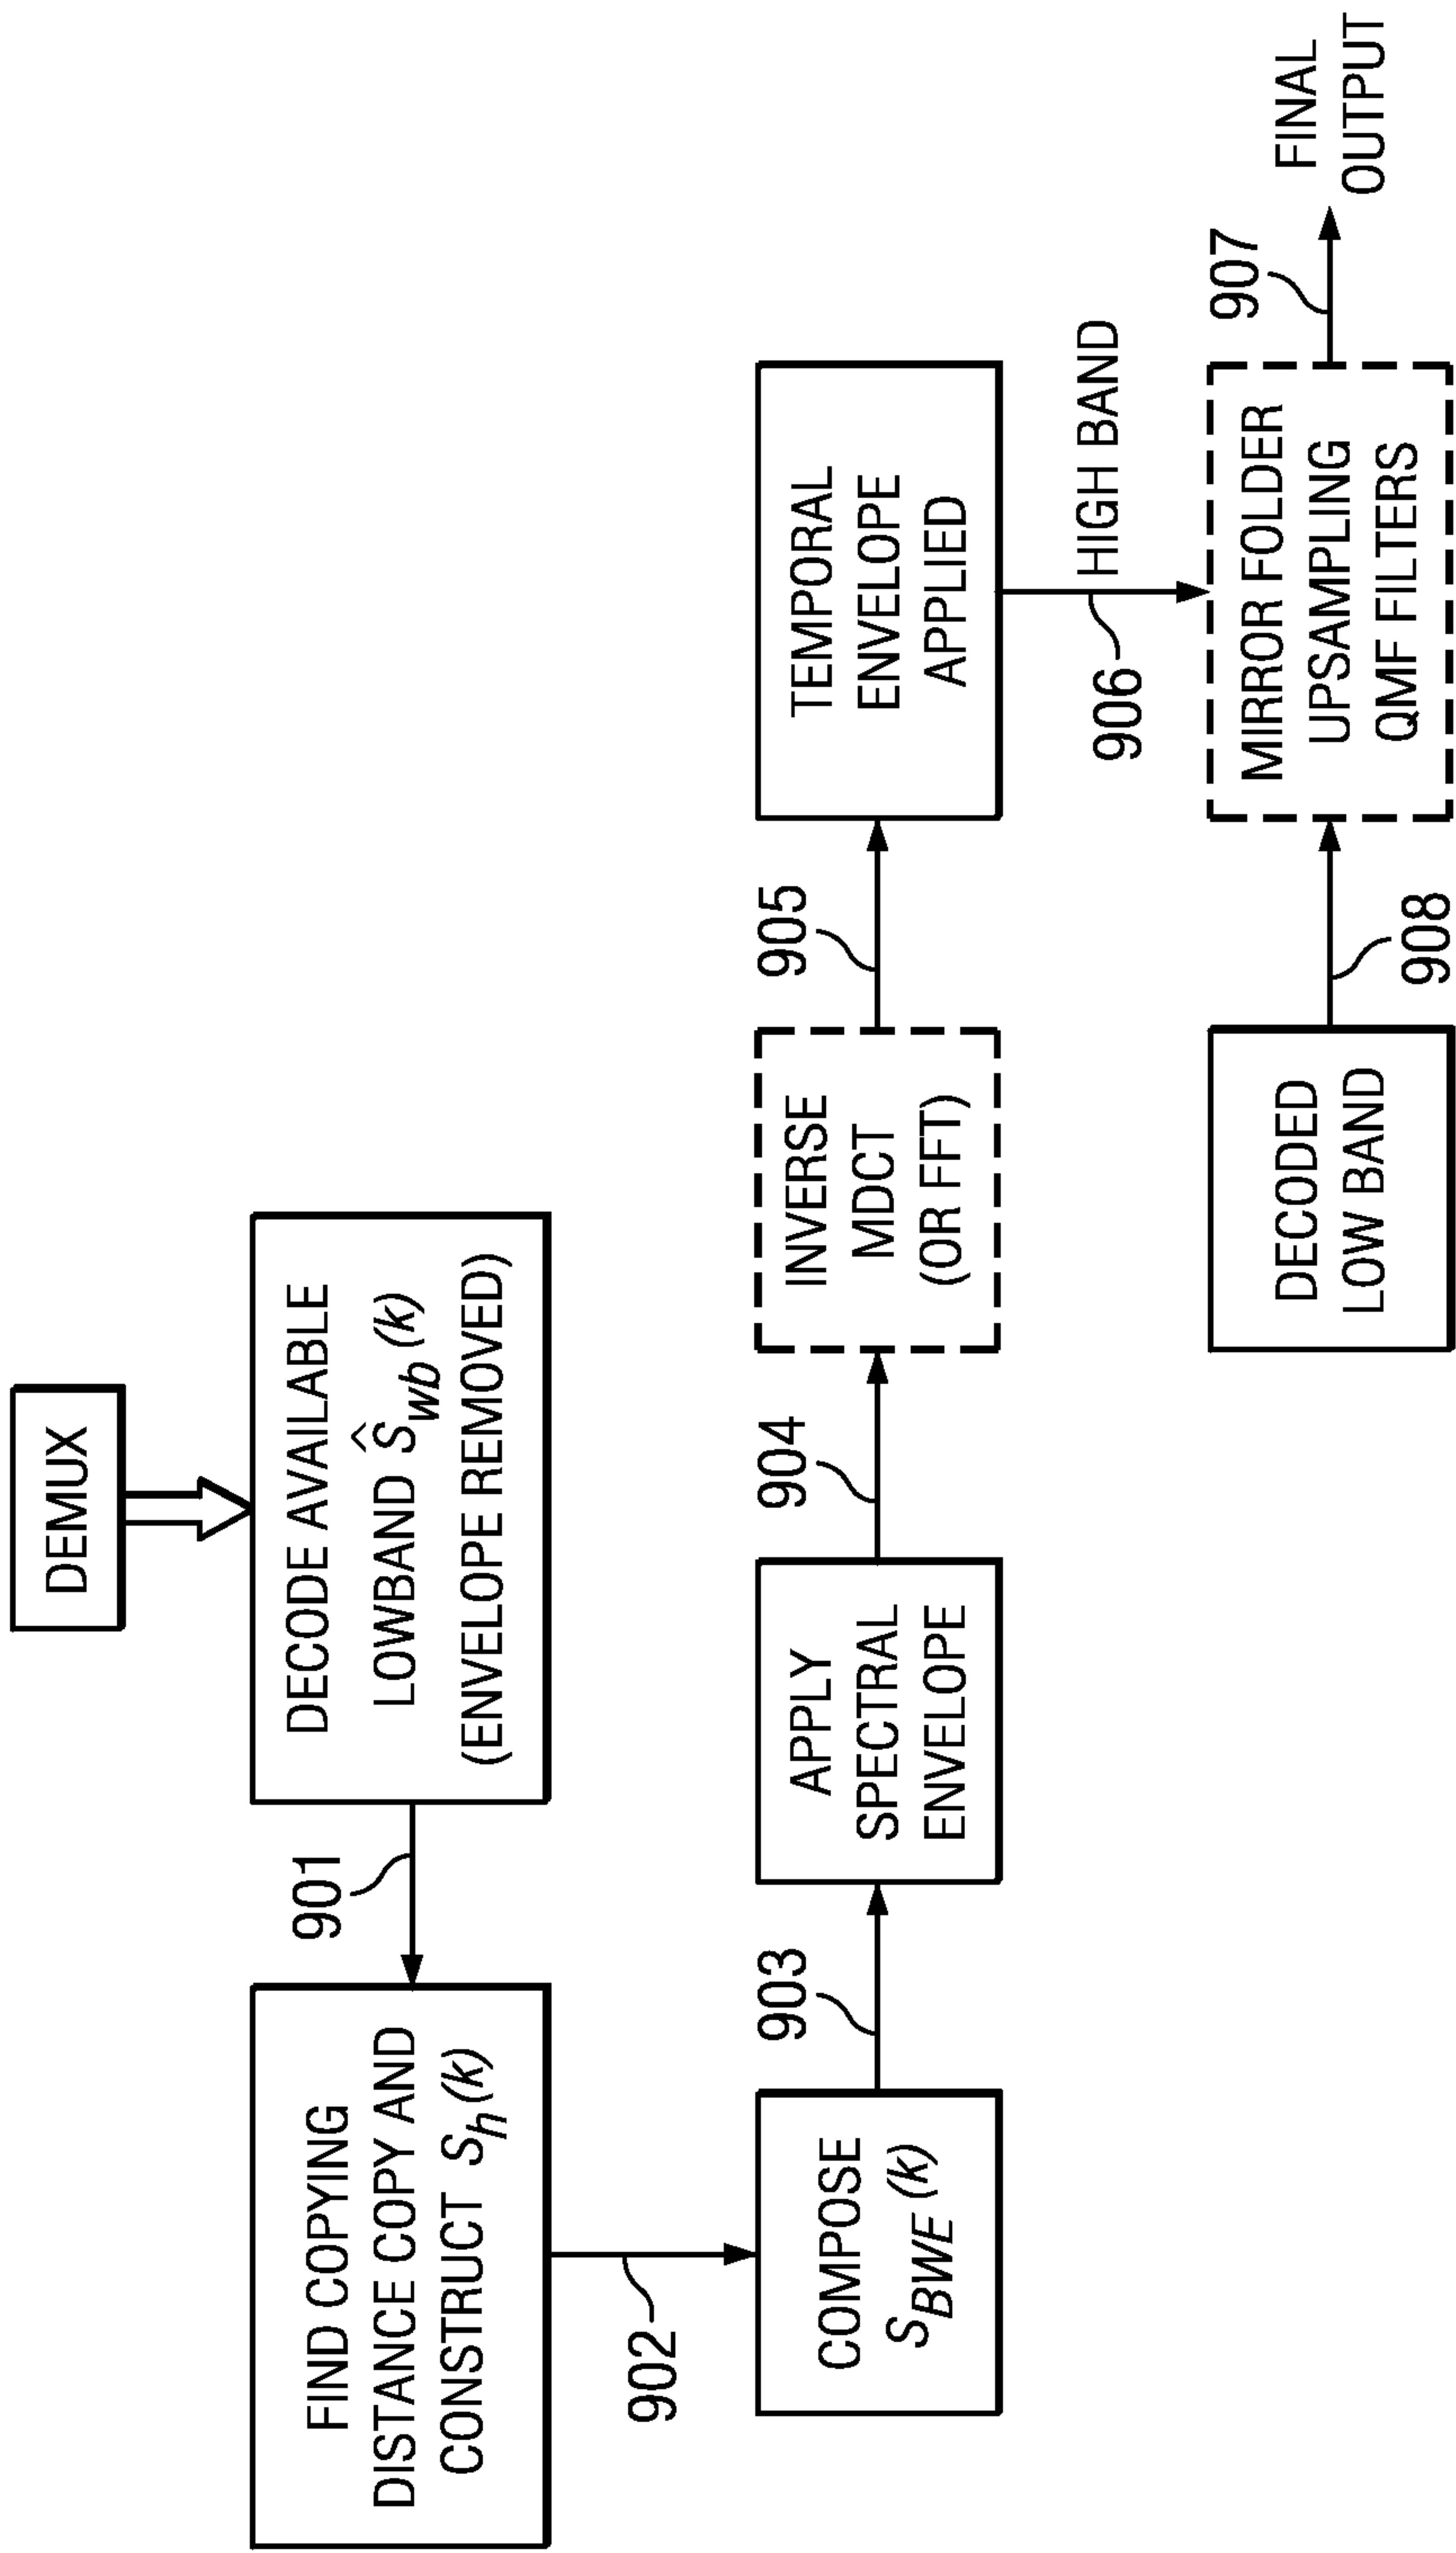 DEMUX
DECODE AVAILABLE
LOWBAND Ŝwb(k)
(ENVELOPE REMOVED)
901
FIND COPYING
DISTANCE COPY AND
CONSTRUCT Sh(k)
902
COMPOSE
SBWE(k)
903
APPLY
SPECTRAL
ENVELOPE
904
INVERSE
MDCT
(OR FFT)
905
TEMPORAL
ENVELOPE
APPLIED
906
HIGH BAND
DECODED
LOW BAND
908
MIRROR FOLDER
UPSAMPLING
QMF FILTERS
907
FINAL
OUTPUT